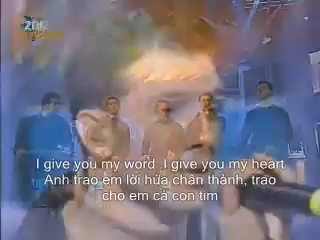 I give you my word .I give you my heart
Anh trao em lời hứa chân thành, trao
cho em cả con tim